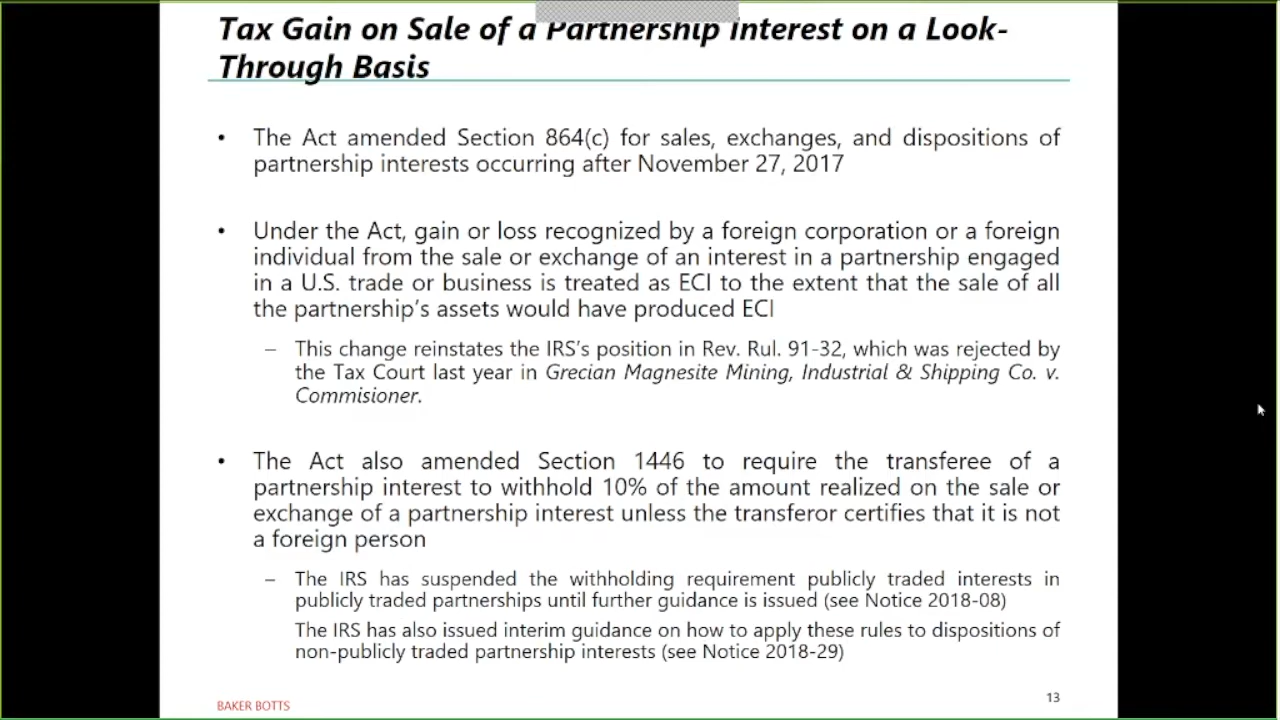 Tax Gain on Sale of a Partnership Interest on a Look-
Through Basis
• The Act amended Section 864(c) for sales, exchanges, and dispositions of
partnership interests occurring after November 27, 2017
• Under the Act, gain or loss recognized by a foreign corporation or a foreign
individual from the sale or exchange of an interest in a partnership engaged
in a U.S. trade or business is treated as ECI to the extent that the sale of all
the partnership's assets would have produced ECI
– This change reinstates the IRS's position in Rev. Rul. 91-32, which was rejected by
the Tax Court last year in Grecian Magnesite Mining, Industrial & Shipping Co. v.
Commisioner.
• The Act also amended Section 1446 to require the transferee of a
partnership interest to withhold 10% of the amount realized on the sale or
exchange of a partnership interest unless the transferor certifies that it is not
a foreign person
– The IRS has suspended the withholding requirement publicly traded interests in
publicly traded partnerships until further guidance is issued (see Notice 2018-08)
The IRS has also issued interim guidance on how to apply these rules to dispositions of
non-publicly traded partnership interests (see Notice 2018-29)
BAKER BOTTS
13